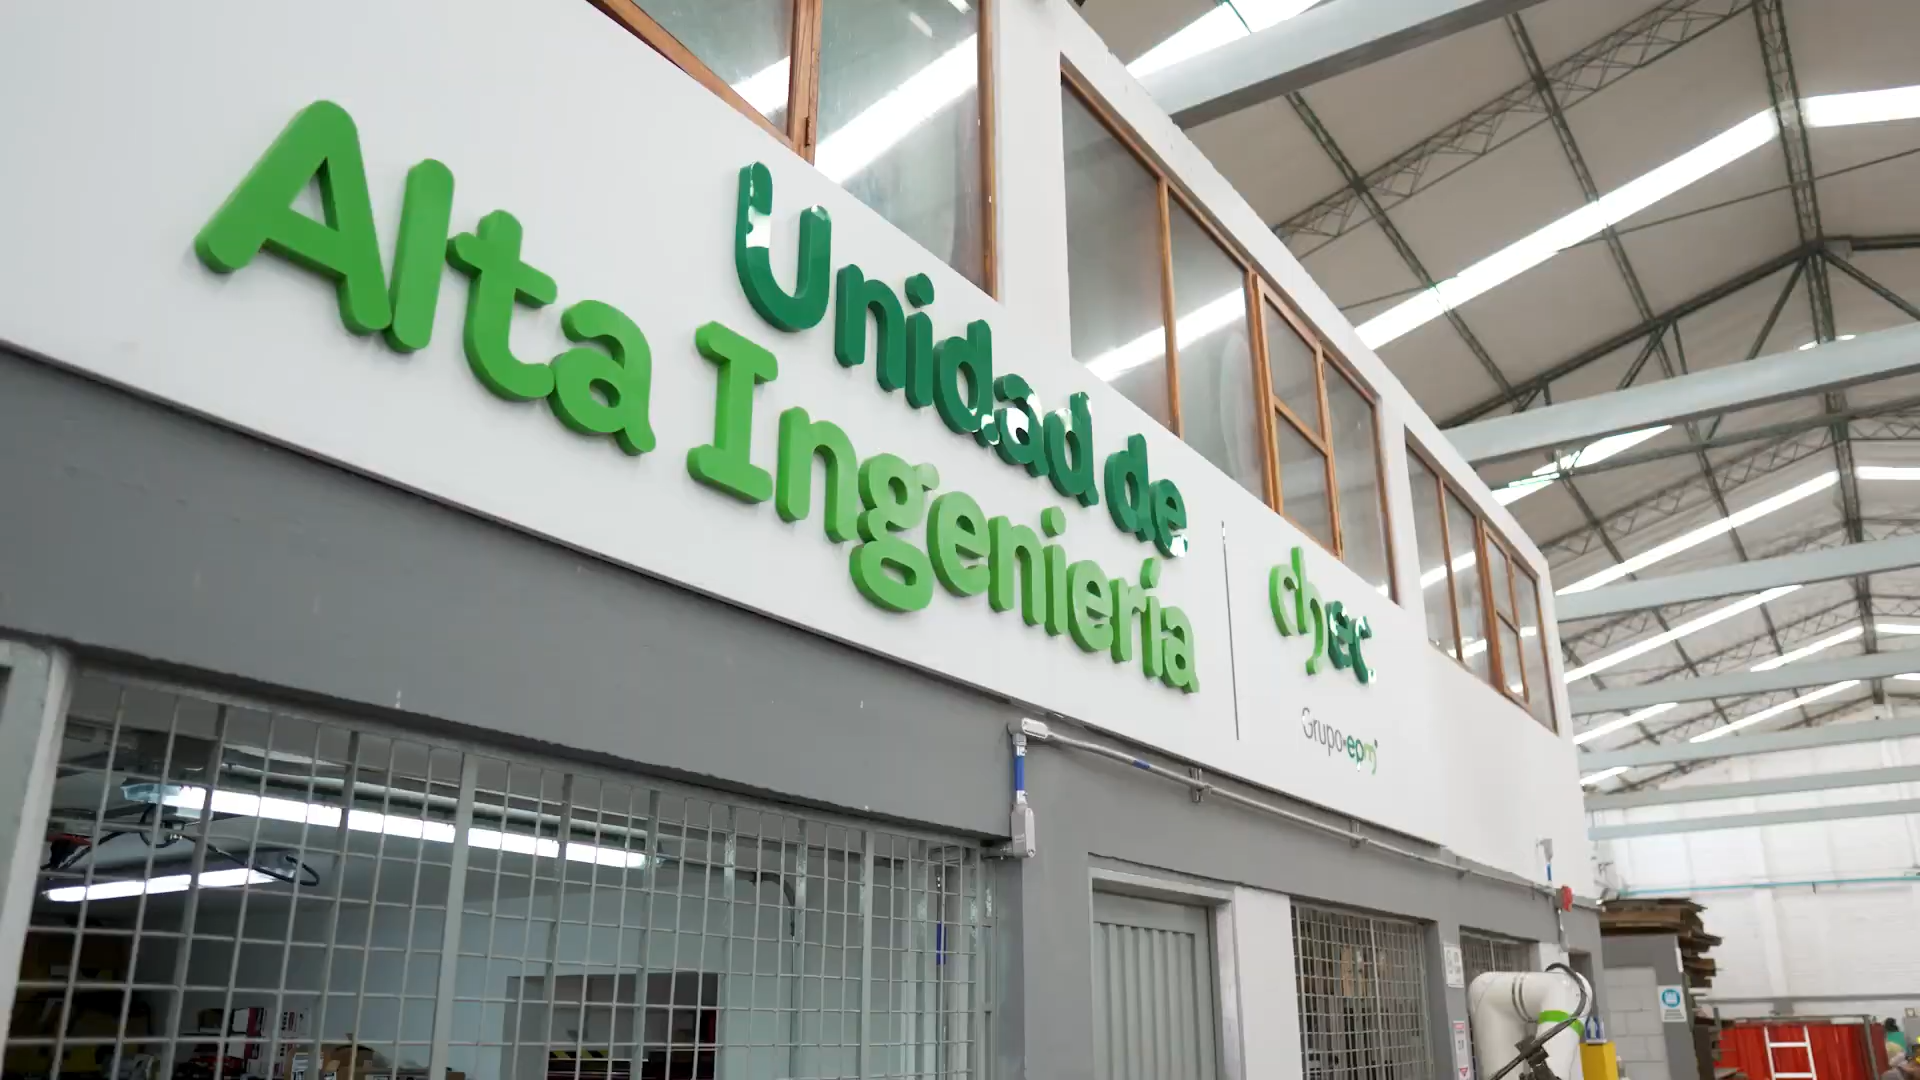 Unidad de
Alta Ingeniería
chec
Grupo·epm